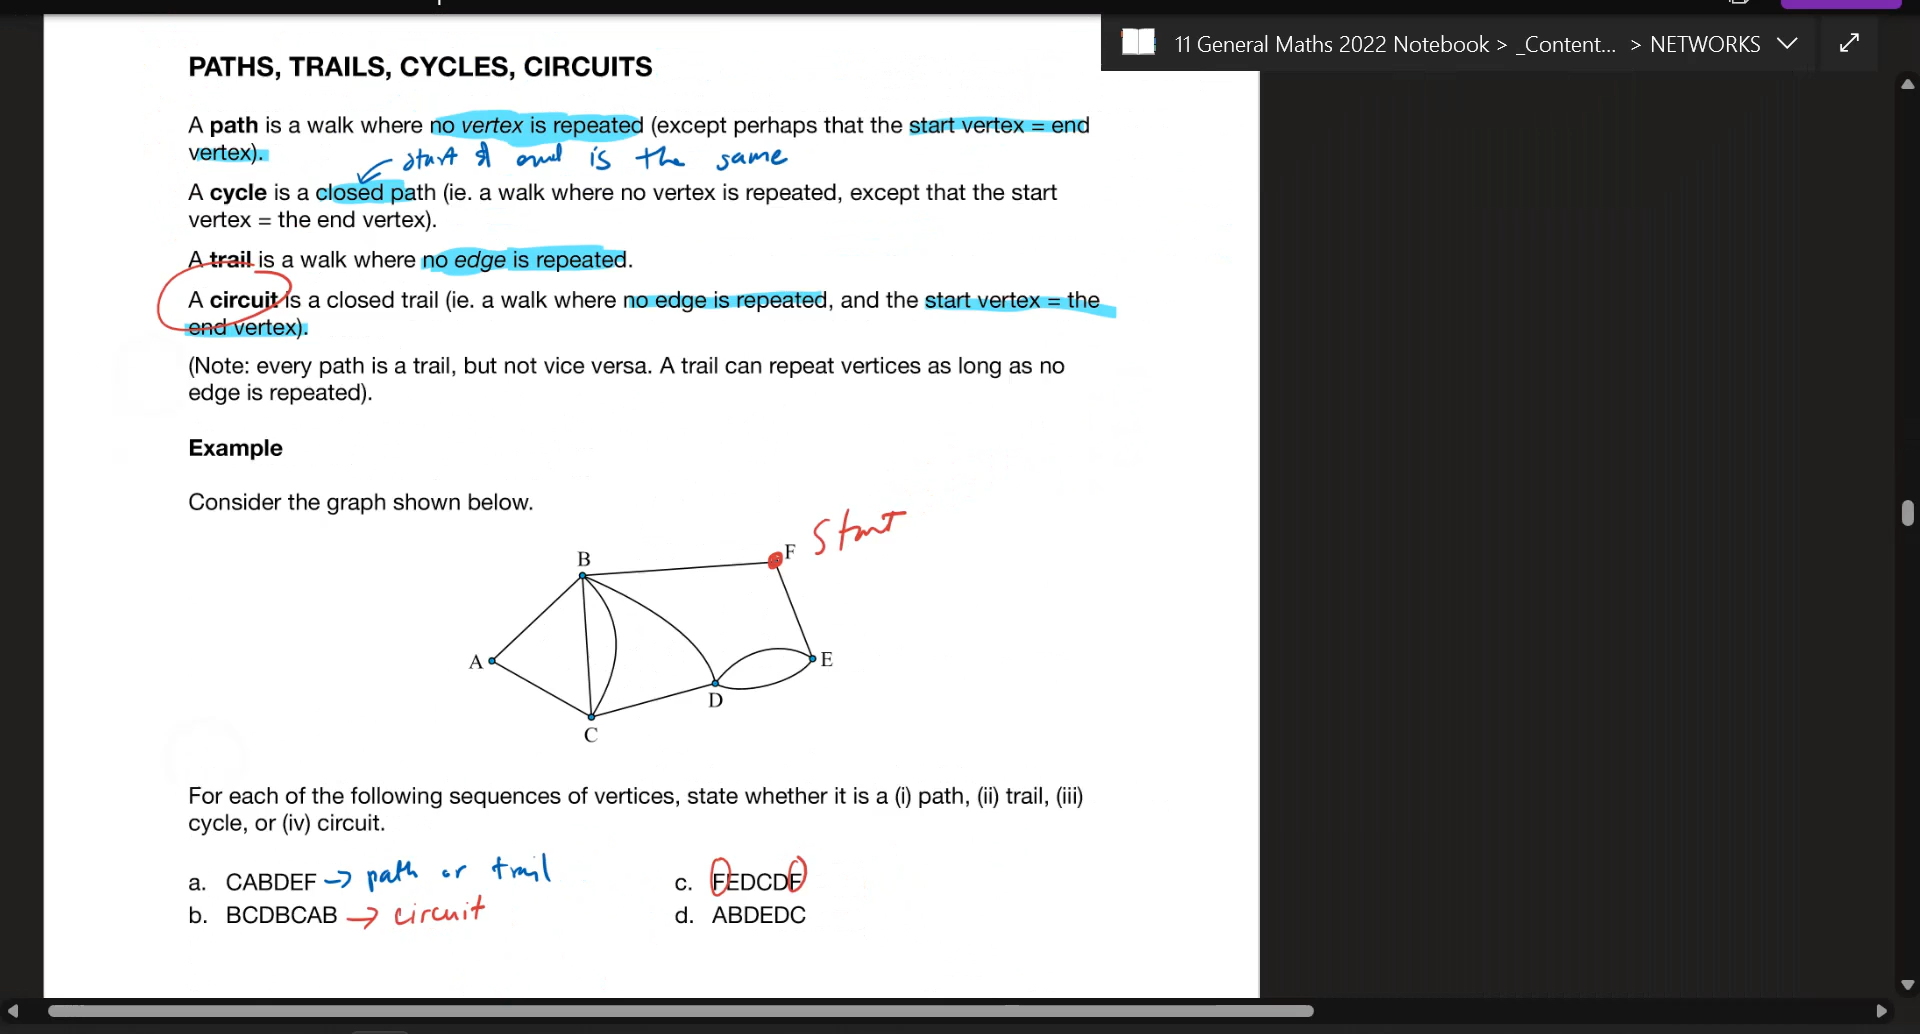 11 General Maths 2022 Notebook > _Content... > NETWORKS
PATHS, TRAILS, CYCLES, CIRCUITS
A path is a walk where no vertex is repeated (except perhaps that the start vertex = end
vertex).
start & end is the same
A cycle is a closed path (ie. a walk where no vertex is repeated, except that the start
vertex = the end vertex).
A trail is a walk where no edge is repeated.
A circuit is a closed trail (ie. a walk where no edge is repeated, and the start vertex = the
end vertex).
(Note: every path is a trail, but not vice versa. A trail can repeat vertices as long as no
edge is repeated).
Example
Consider the graph shown below.
Start
B
F
A
E
D
C
For each of the following sequences of vertices, state whether it is a (i) path, (ii) trail, (iii)
cycle, or (iv) circuit.
a. CABDEF → path or trail
c. FEDCDF
b. BCDBCAB → circuit
d. ABDEDC